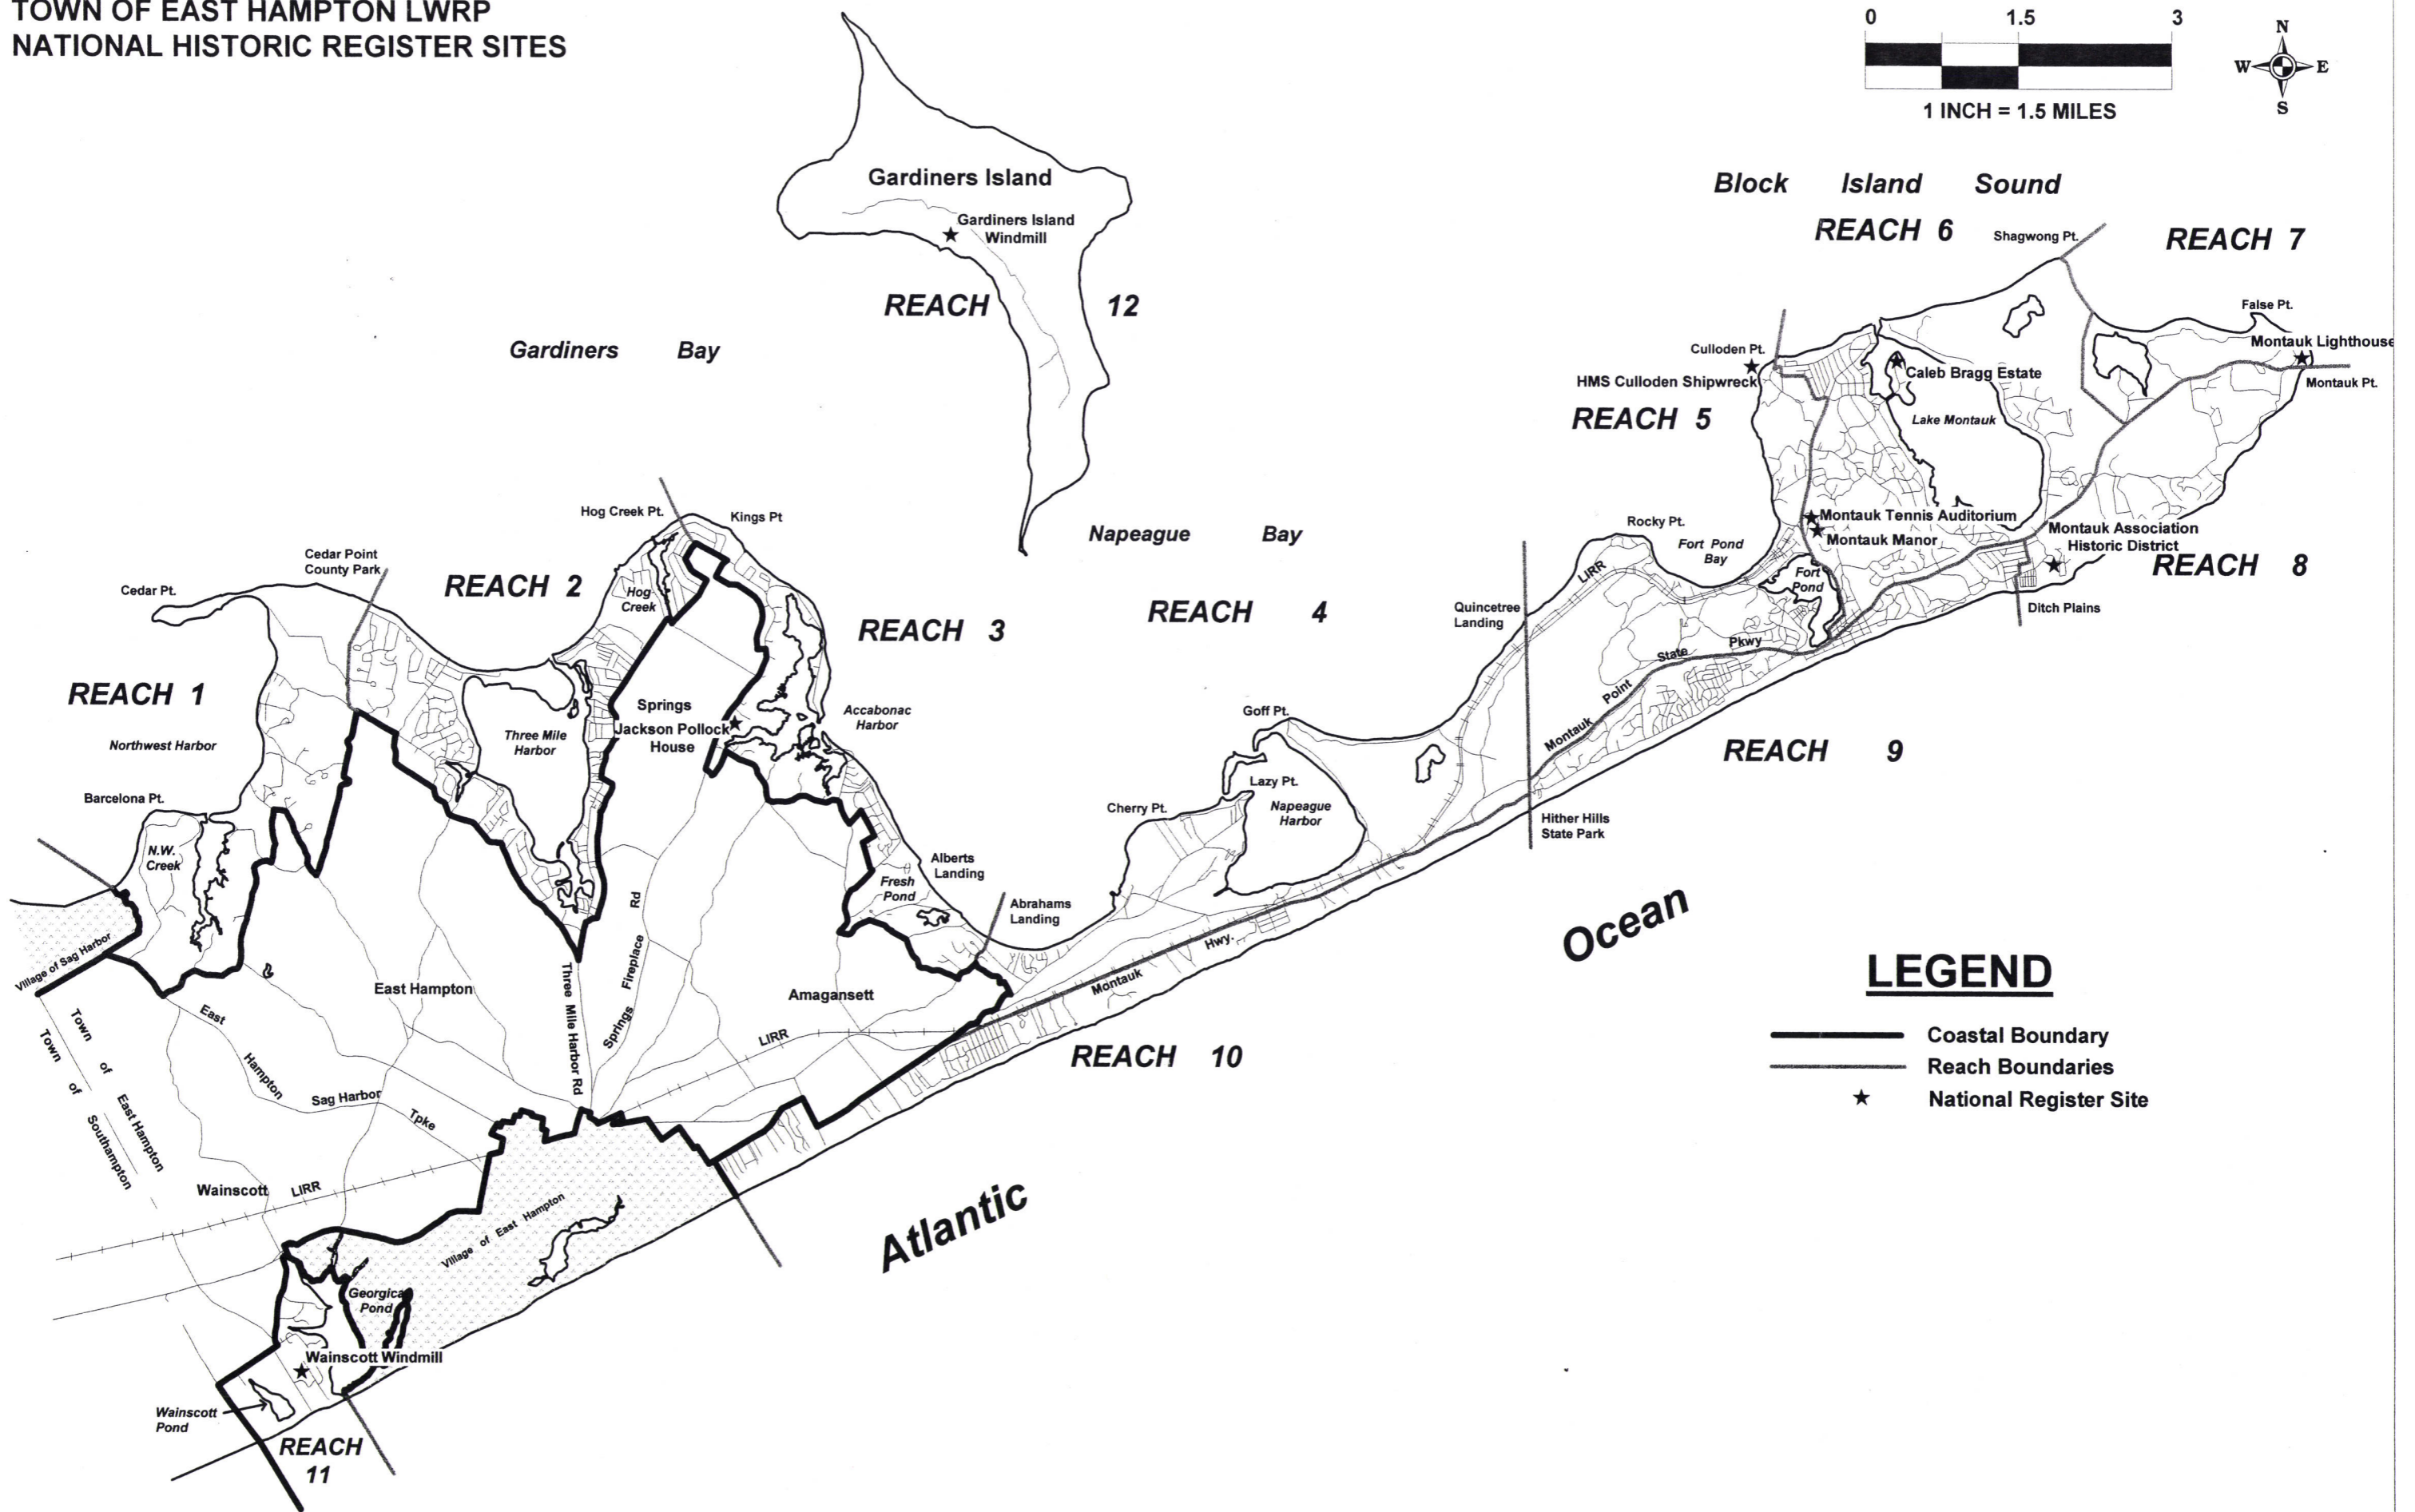 TOWN OF EAST HAMPTON LWRP
NATIONAL HISTORIC REGISTER SITES
0 1.5 3
1 INCH = 1.5 MILES
N
W E
S
Block Island Sound
REACH 6
Shagwong Pt.
REACH 7
Gardiners Island
Gardiners Island
Windmill
REACH 12
Gardiners Bay
False Pt.
Montauk Lighthouse
Montauk Pt.
Culloden Pt.
HMS Culloden Shipwreck
Caleb Bragg Estate
REACH 5
Lake Montauk
Hog Creek Pt.
Kings Pt
Napeague Bay
Rocky Pt.
Fort Pond
Bay
Montauk Tennis Auditorium
Montauk Manor
Montauk Association
Historic District
REACH 8
Cedar Point
County Park
Cedar Pt.
REACH 2
Hog
Creek
REACH 3
REACH 4
Quincetree
Landing
LIRR
Fort
Pond
Ditch Plains
Montauk Point State Pkwy
REACH 1
Northwest Harbor
Three Mile
Harbor
Springs
Jackson Pollock
House
Accabonac
Harbor
Goff Pt.
Lazy Pt.
Cherry Pt.
Napeague
Harbor
REACH 9
Hither Hills
State Park
Barcelona Pt.
N.W.
Creek
Alberts
Landing
Fresh
Pond
Abrahams
Landing
Village of Sag Harbor
East Hampton
Three Mile Harbor Rd
Springs Fireplace Rd
Amagansett
LIRR
Montauk Hwy.
REACH 10
Atlantic Ocean
Town of East Hampton
Town of Southampton
East Hampton Sag Harbor Tpke
Wainscott
LIRR
Village of East Hampton
Georgica
Pond
Wainscott Windmill
Wainscott
Pond
REACH
11
LEGEND
Coastal Boundary
Reach Boundaries
National Register Site